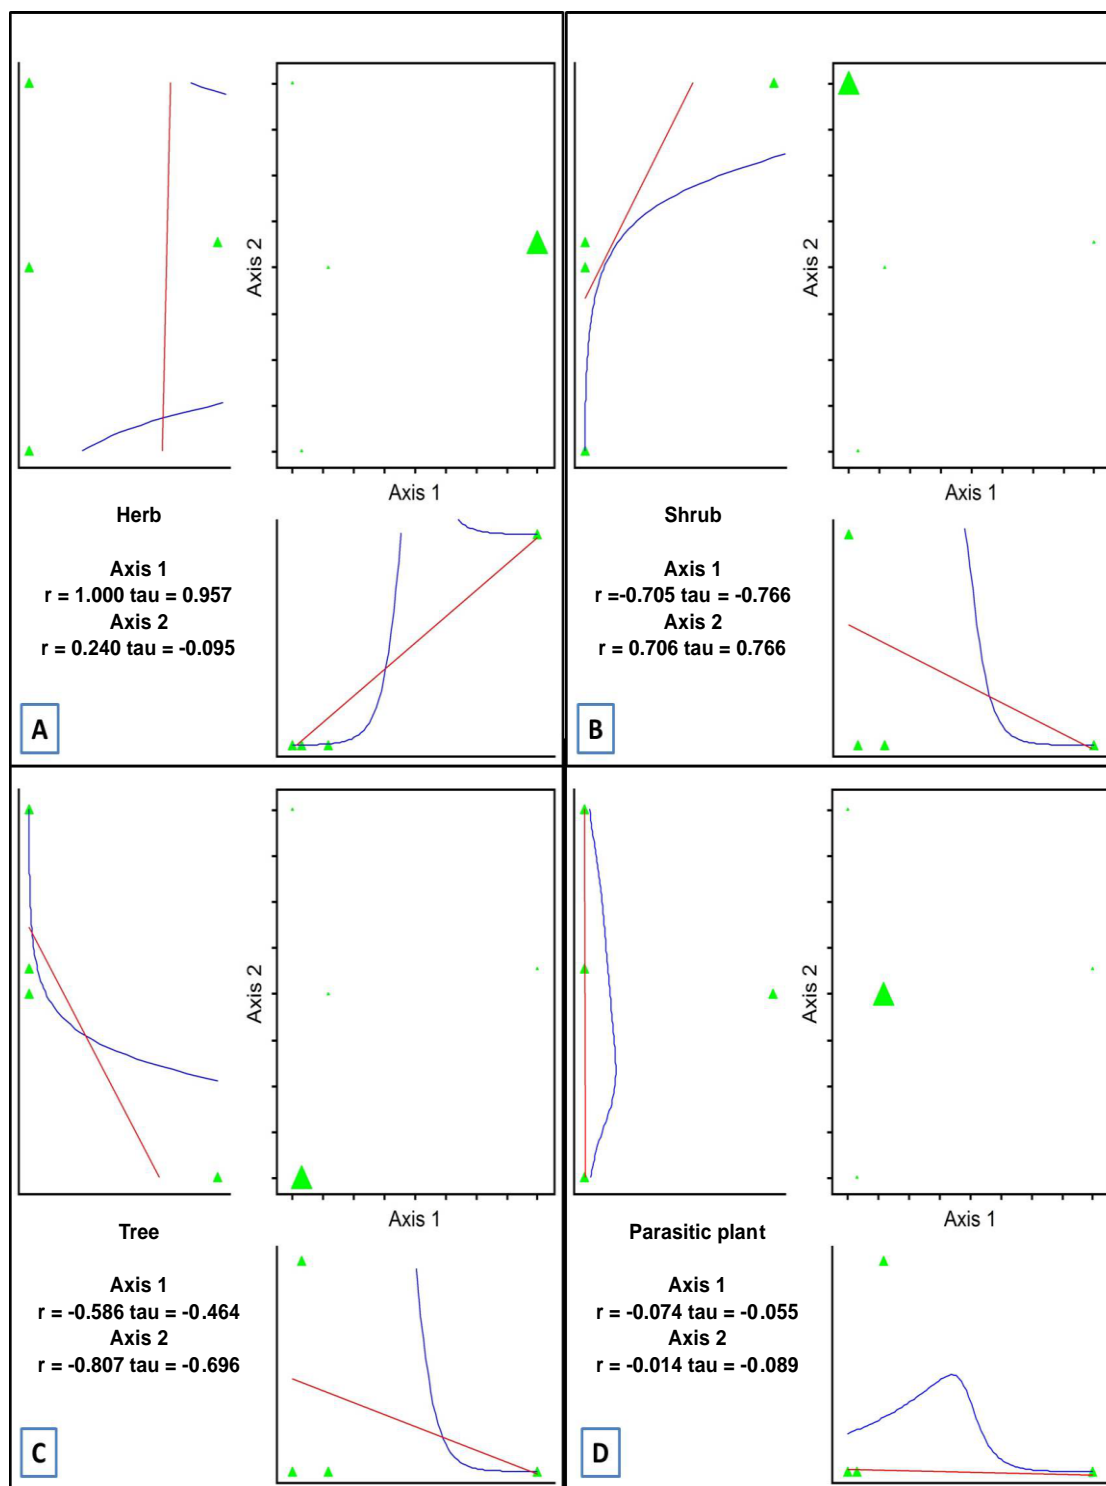 Axis 2
Axis 1
Herb
Axis 1
r = 1.000 tau = 0.957
Axis 2
r = 0.240 tau = -0.095
A
Axis 2
Axis 1
Shrub
Axis 1
r =-0.705 tau = -0.766
Axis 2
r = 0.706 tau = 0.766
B
Axis 2
Axis 1
Tree
Axis 1
r = -0.586 tau = -0.464
Axis 2
r = -0.807 tau = -0.696
C
Axis 2
Axis 1
Parasitic plant
Axis 1
r = -0.074 tau = -0.055
Axis 2
r = -0.014 tau = -0.089
D